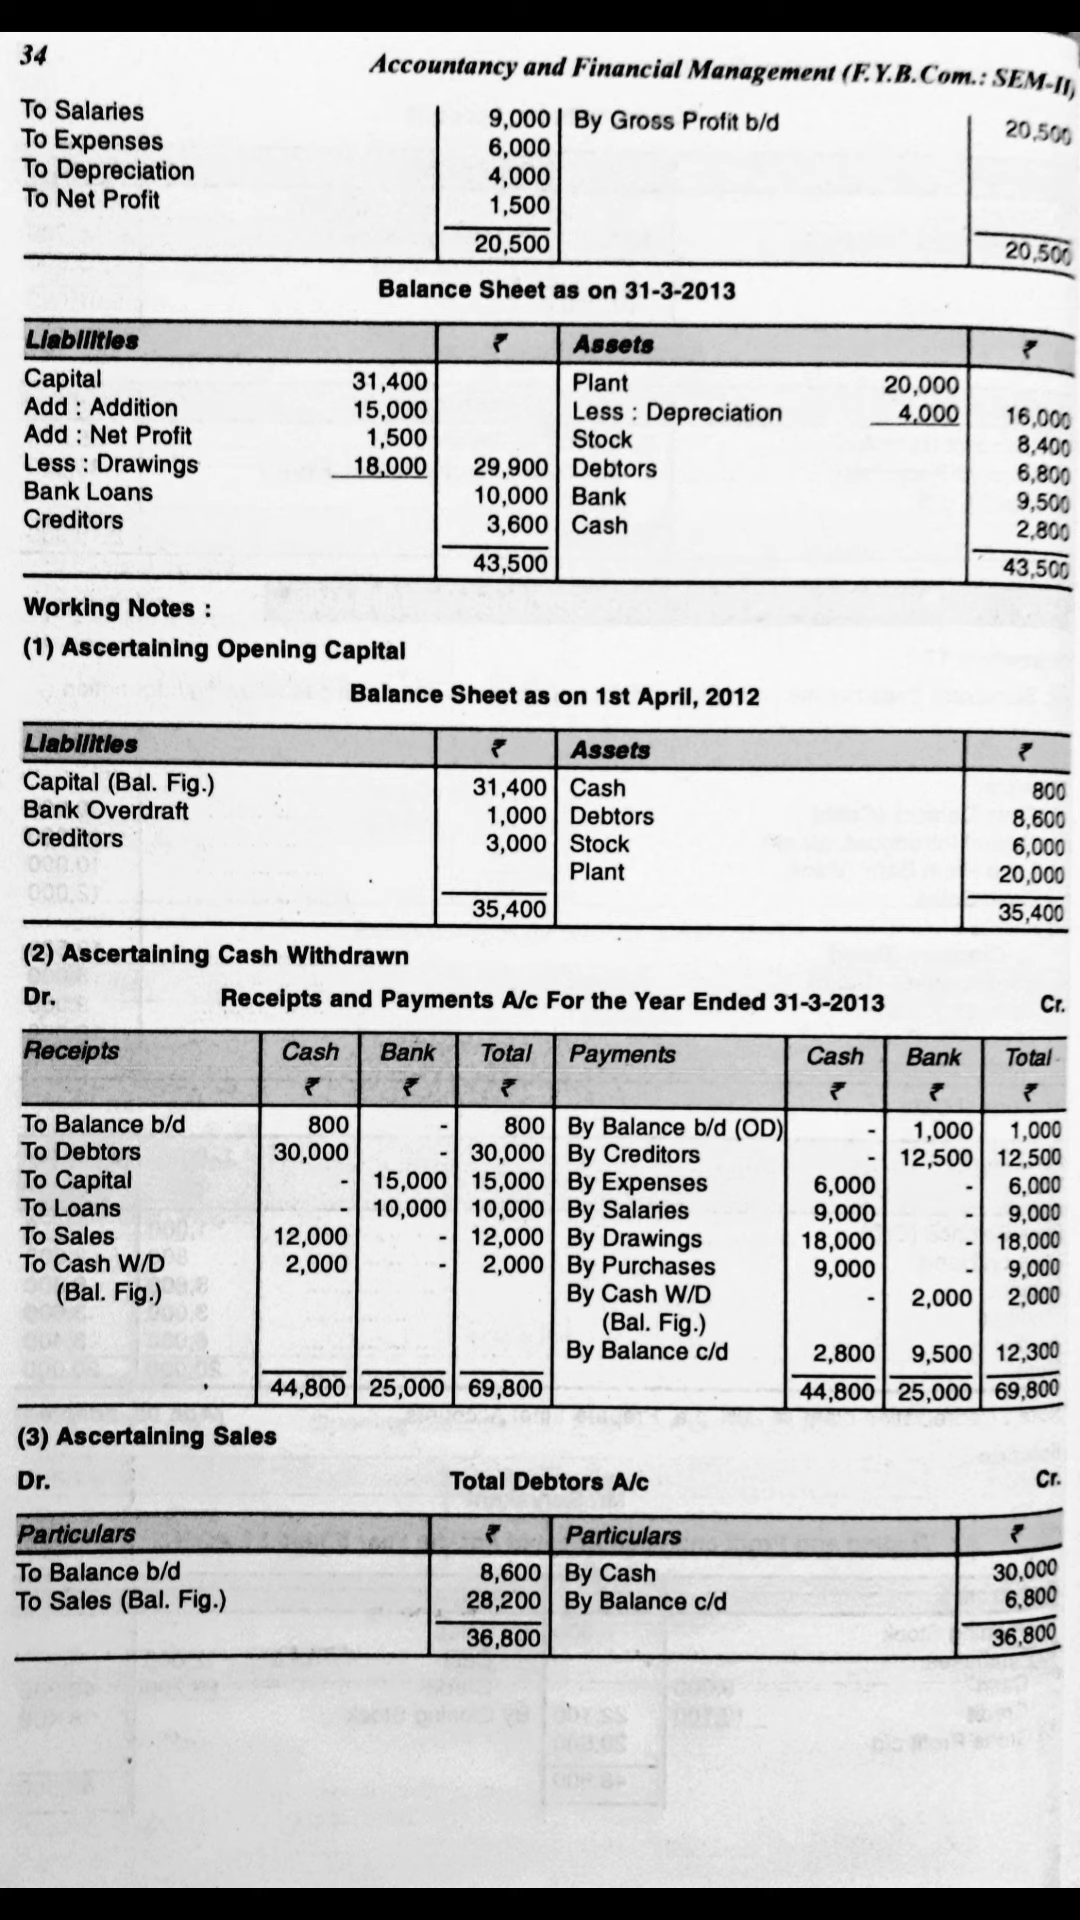 34
Accountancy and Financial Management (F.Y.B.Com.: SEM-II)
To Salaries 9,000 By Gross Profit b/d 20,500
To Expenses 6,000
To Depreciation 4,000
To Net Profit 1,500
20,500 20,500
Balance Sheet as on 31-3-2013
Liabilities ₹ Assets ₹
Capital 31,400 Plant 20,000
Add : Addition 15,000 Less : Depreciation 4,000 16,000
Add : Net Profit 1,500 Stock 8,400
Less : Drawings 18,000 29,900 Debtors 6,800
Bank Loans 10,000 Bank 9,500
Creditors 3,600 Cash 2,800
43,500 43,500
Working Notes :
(1) Ascertaining Opening Capital
Balance Sheet as on 1st April, 2012
Liabilities ₹ Assets ₹
Capital (Bal. Fig.) 31,400 Cash 800
Bank Overdraft 1,000 Debtors 8,600
Creditors 3,000 Stock 6,000
Plant 20,000
35,400 35,400
(2) Ascertaining Cash Withdrawn
Dr. Receipts and Payments A/c For the Year Ended 31-3-2013 Cr.
Receipts Cash Bank Total Payments Cash Bank Total
₹ ₹ ₹ ₹ ₹ ₹
To Balance b/d 800 - 800 By Balance b/d (OD) - 1,000 1,000
To Debtors 30,000 - 30,000 By Creditors - 12,500 12,500
To Capital - 15,000 15,000 By Expenses 6,000 - 6,000
To Loans - 10,000 10,000 By Salaries 9,000 - 9,000
To Sales 12,000 - 12,000 By Drawings 18,000 - 18,000
To Cash W/D 2,000 - 2,000 By Purchases 9,000 - 9,000
(Bal. Fig.) By Cash W/D - 2,000 2,000
(Bal. Fig.)
By Balance c/d 2,800 9,500 12,300
44,800 25,000 69,800 44,800 25,000 69,800
(3) Ascertaining Sales
Dr. Total Debtors A/c Cr.
Particulars ₹ Particulars ₹
To Balance b/d 8,600 By Cash 30,000
To Sales (Bal. Fig.) 28,200 By Balance c/d 6,800
36,800 36,800